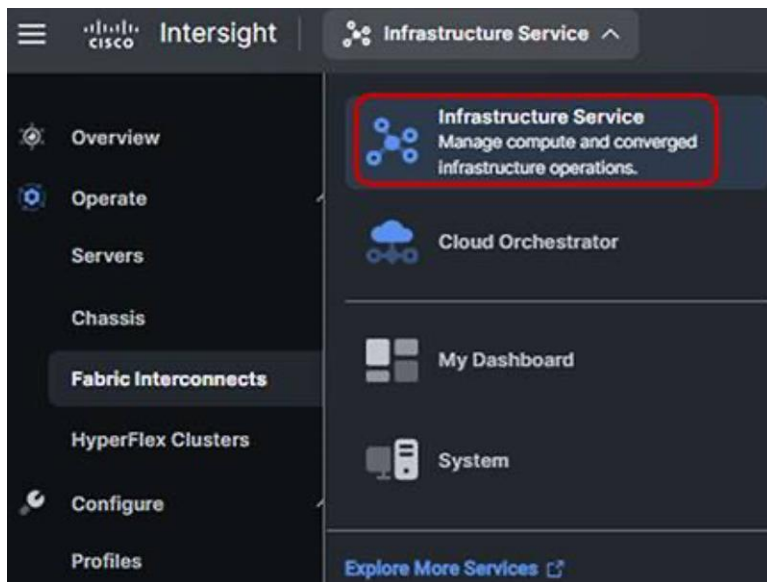 CISCO Intersight
Infrastructure Service
Overview
Operate
Servers
Chassis
Fabric Interconnects
HyperFlex Clusters
Configure
Profiles
Infrastructure Service
Manage compute and converged
infrastructure operations.
Cloud Orchestrator
My Dashboard
System
Explore More Services